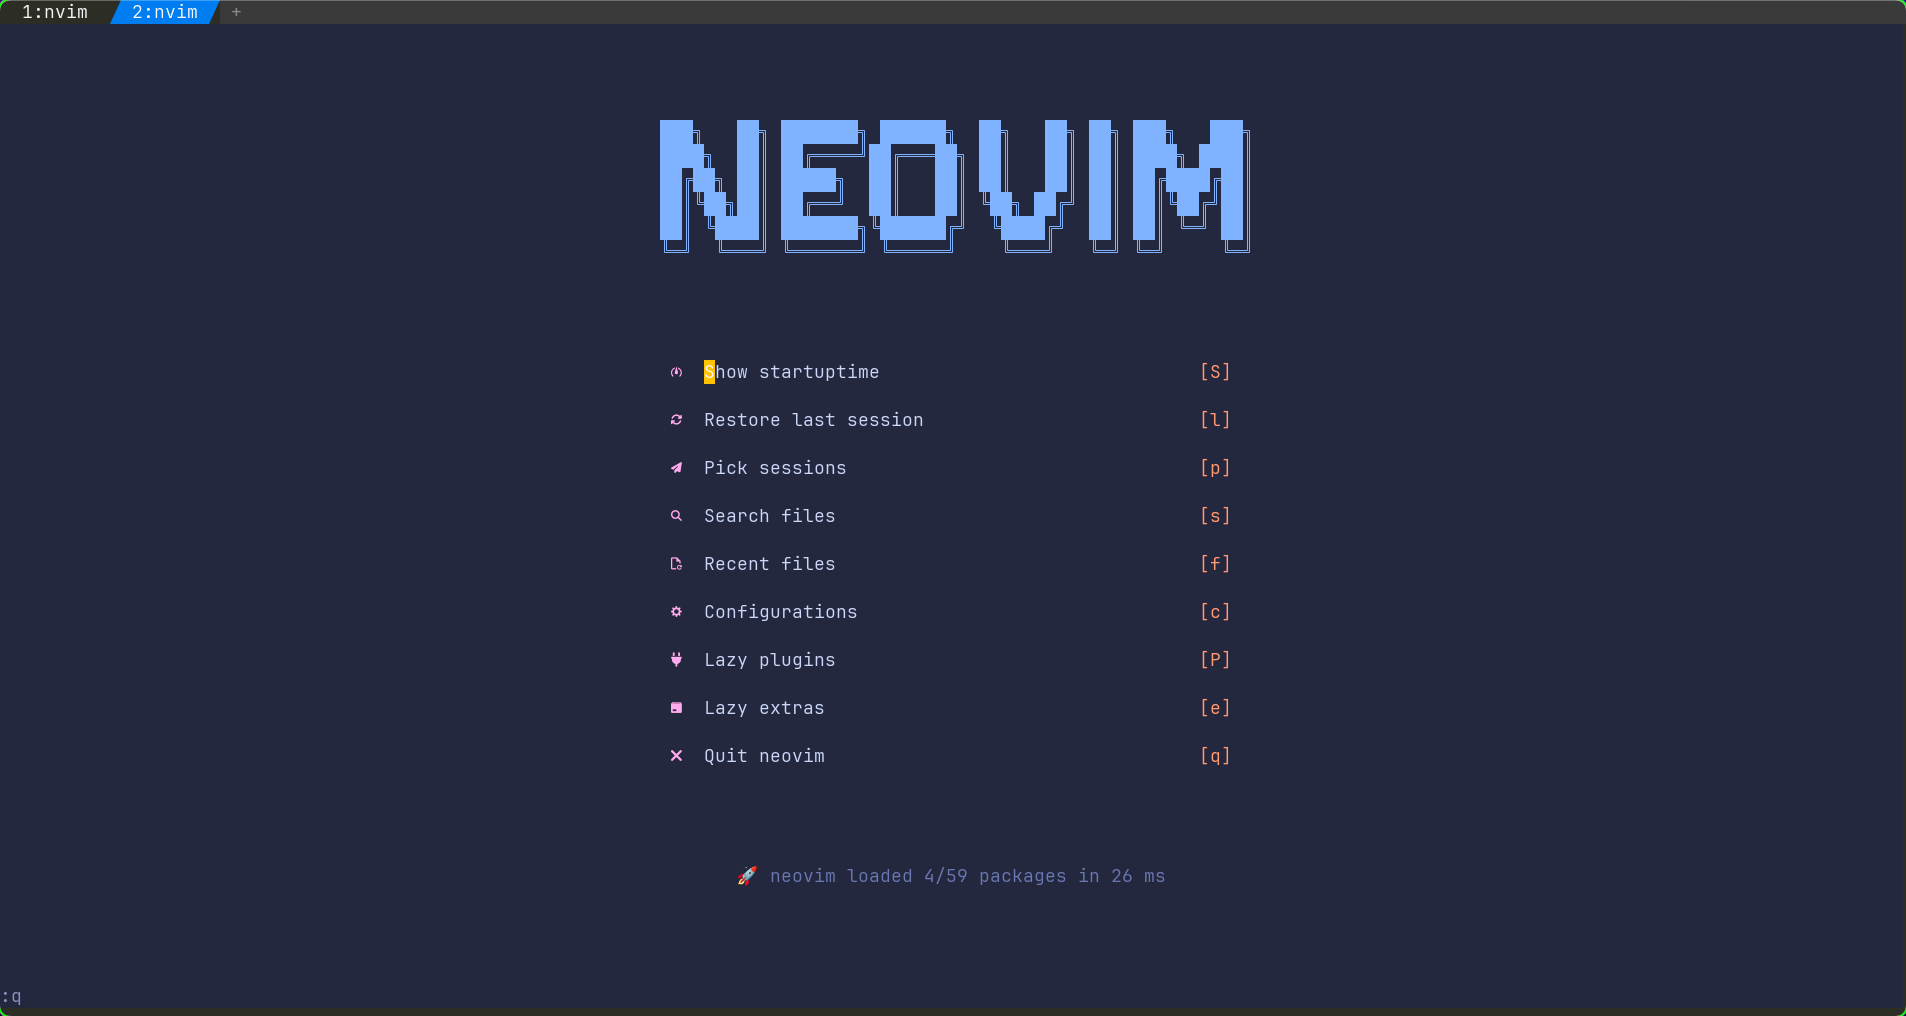 1:nvim 2:nvim +
NEOVIM
Show startuptime [S]
Restore last session [l]
Pick sessions [p]
Search files [s]
Recent files [f]
Configurations [c]
Lazy plugins [P]
Lazy extras [e]
Quit neovim [q]
🚀 neovim loaded 4/59 packages in 26 ms
:q